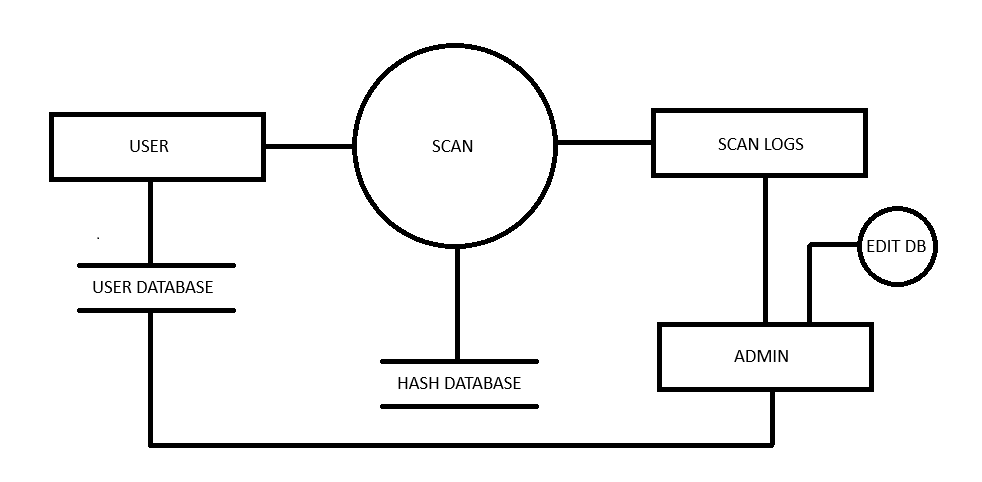 USER
SCAN
SCAN LOGS
EDIT DB
USER DATABASE
ADMIN
HASH DATABASE